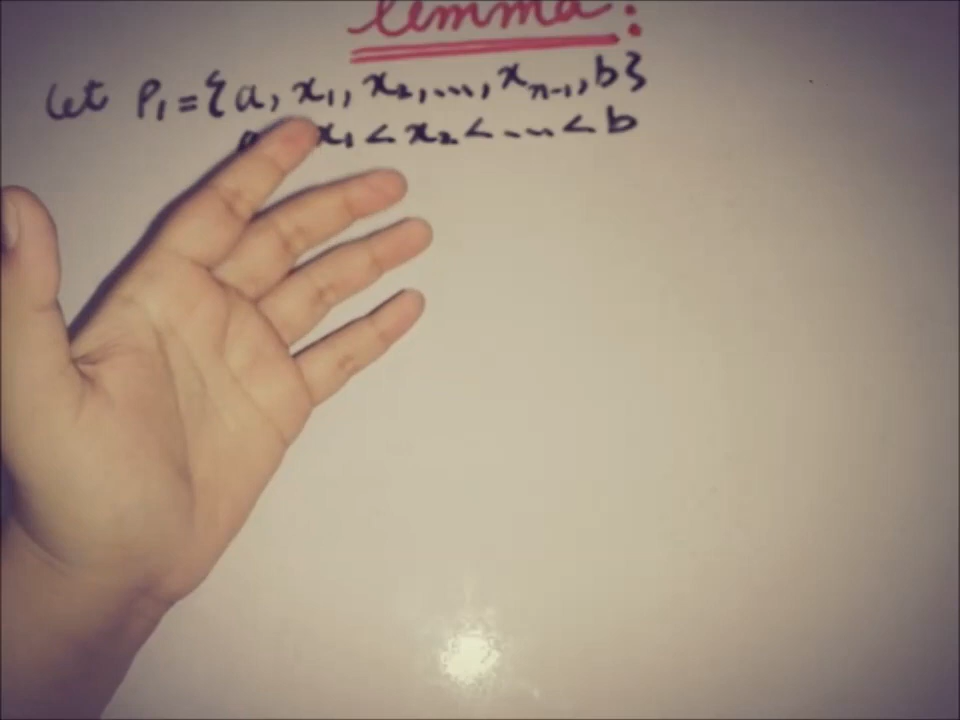 lemma:
Let P₁ = {a, x₁, x₂, ..., xₙ₋₁, b}
x₁ < x₂ < ... < b